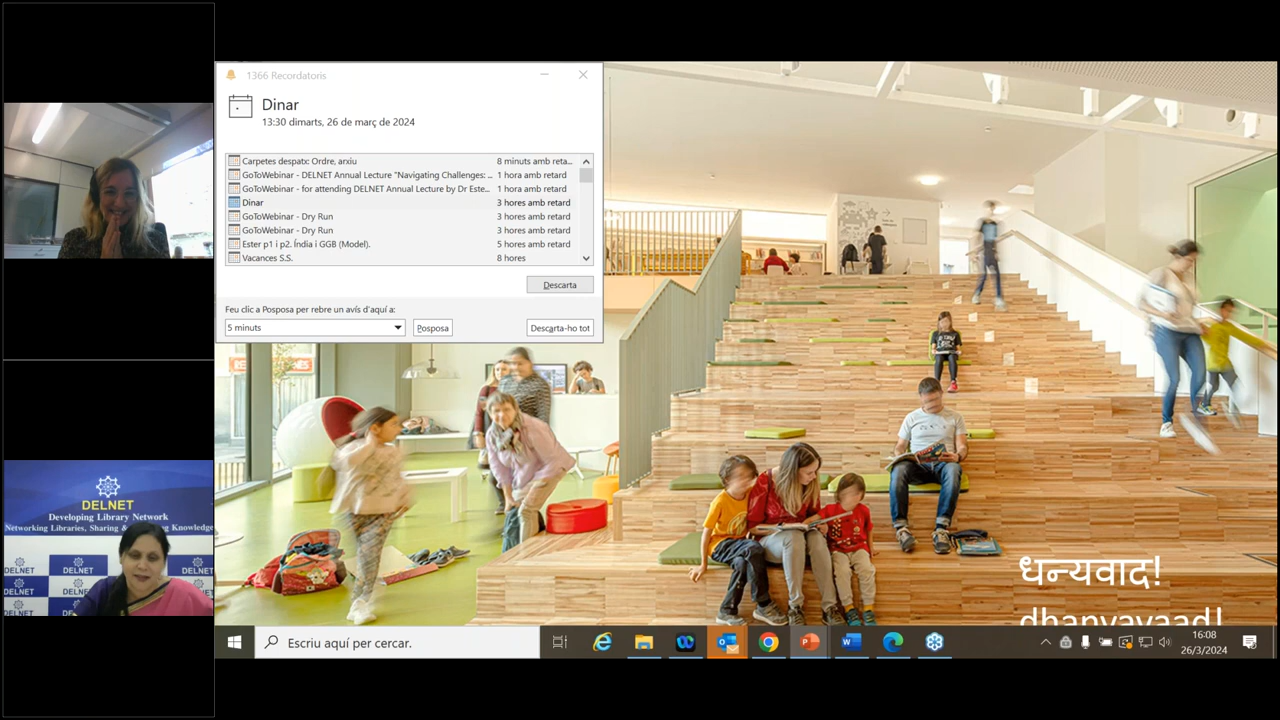 1366 Recordatoris
Dinar
13:30 dimarts, 26 de març de 2024
Carpetes despatx: Ordre, arxiu 8 minuts amb reta...
GoToWebinar - DELNET Annual Lecture "Navigating Challenges: ... 1 hora amb retard
GoToWebinar - for attending DELNET Annual Lecture by Dr Este... 1 hora amb retard
Dinar 3 hores amb retard
GoToWebinar - Dry Run 3 hores amb retard
GoToWebinar - Dry Run 3 hores amb retard
Ester p1 i p2. Índia i GGB (Model). 5 hores amb retard
Vacances S.S. 8 hores
Descarta
Feu clic a Posposa per rebre un avís d'aquí a:
5 minuts Posposa Descarta-ho tot
DELNET
Developing Library Network
Networking Libraries, Sharing Knowledge
DELNET DELNET DELNET
धन्यवाद!
dhanyavaad!
Escriu aquí per cercar.
16:08
26/3/2024